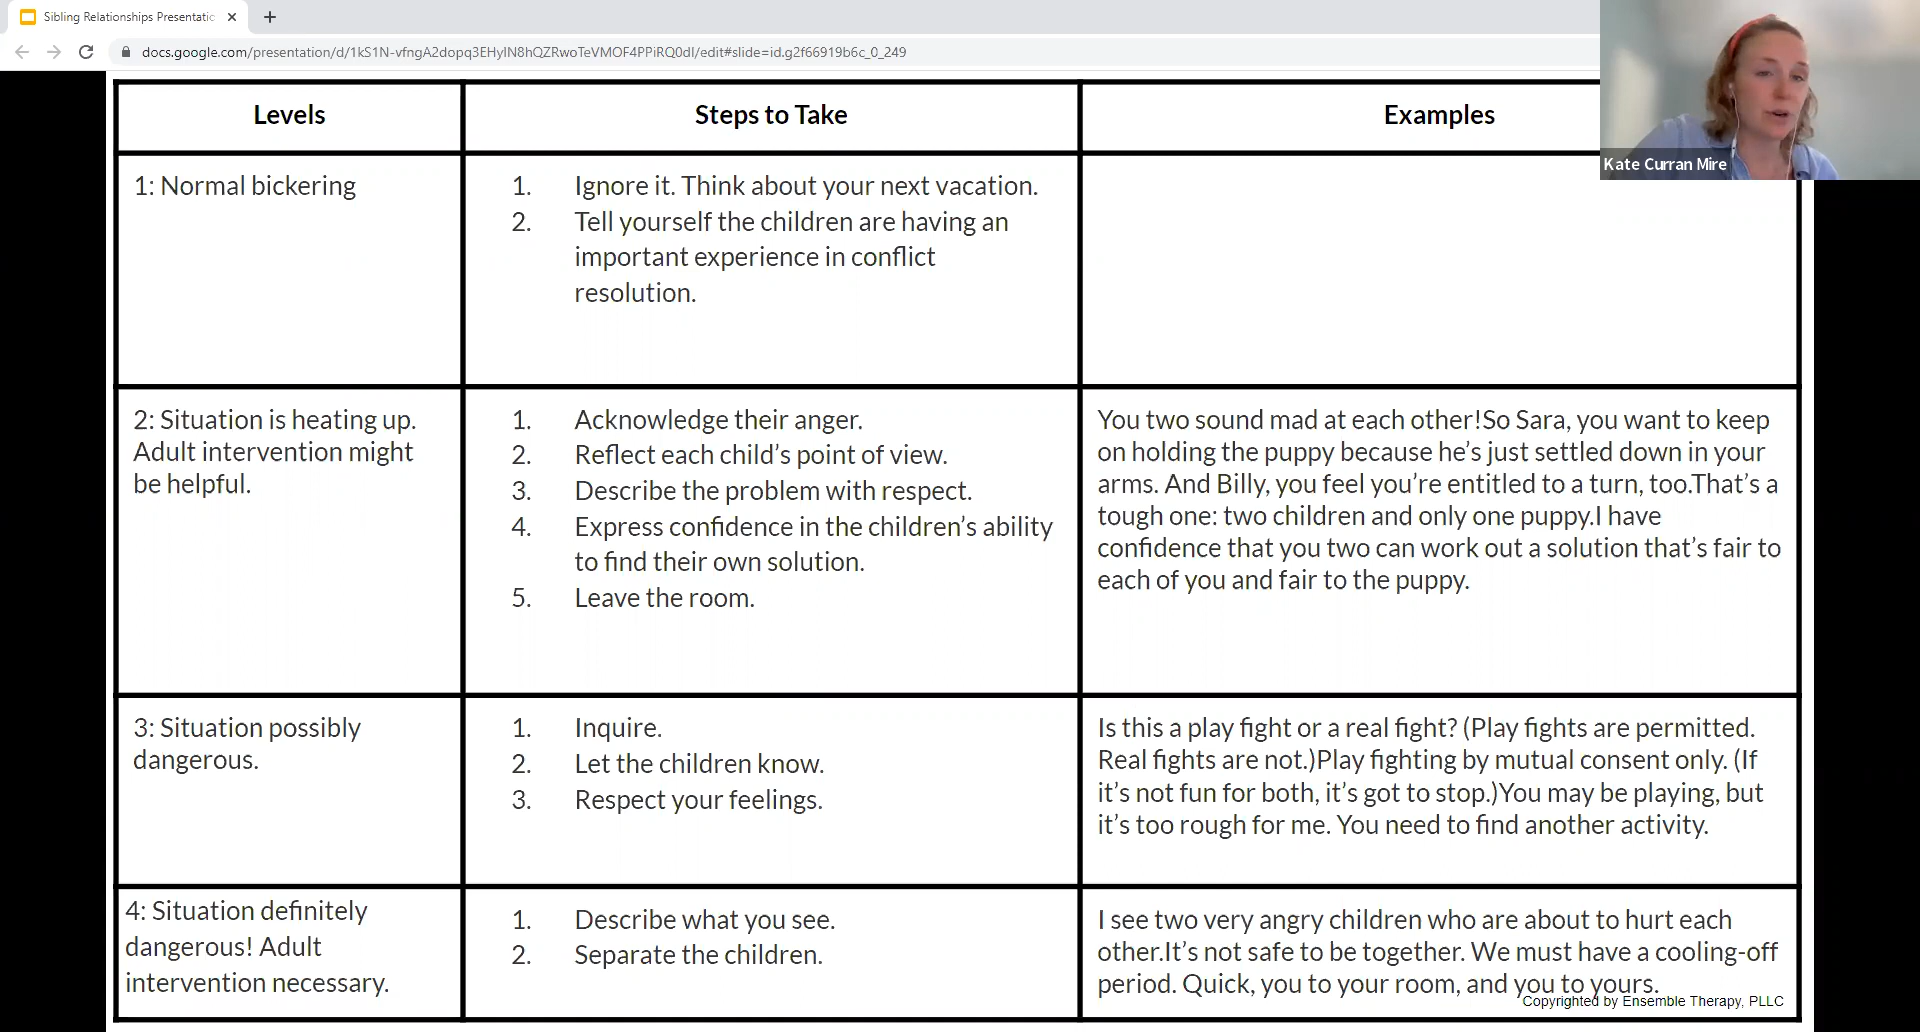 Sibling Relationships Presentatic
docs.google.com/presentation/d/1kS1N-vfngA2dopq3EHyIN8hQZRwoTeVMOF4PPiRQ0dI/edit#slide=id.g2f66919b6c_0_249
Kate Curran Mire
Levels
Steps to Take
Examples
1: Normal bickering
1. Ignore it. Think about your next vacation.
2. Tell yourself the children are having an
important experience in conflict
resolution.
2: Situation is heating up.
Adult intervention might
be helpful.
1. Acknowledge their anger.
2. Reflect each child’s point of view.
3. Describe the problem with respect.
4. Express confidence in the children’s ability
to find their own solution.
5. Leave the room.
You two sound mad at each other!So Sara, you want to keep
on holding the puppy because he’s just settled down in your
arms. And Billy, you feel you’re entitled to a turn, too.That’s a
tough one: two children and only one puppy.I have
confidence that you two can work out a solution that’s fair to
each of you and fair to the puppy.
3: Situation possibly
dangerous.
1. Inquire.
2. Let the children know.
3. Respect your feelings.
Is this a play fight or a real fight? (Play fights are permitted.
Real fights are not.)Play fighting by mutual consent only. (If
it’s not fun for both, it’s got to stop.)You may be playing, but
it’s too rough for me. You need to find another activity.
4: Situation definitely
dangerous! Adult
intervention necessary.
1. Describe what you see.
2. Separate the children.
I see two very angry children who are about to hurt each
other.It’s not safe to be together. We must have a cooling-off
period. Quick, you to your room, and you to yours.
Copyrighted by Ensemble Therapy, PLLC